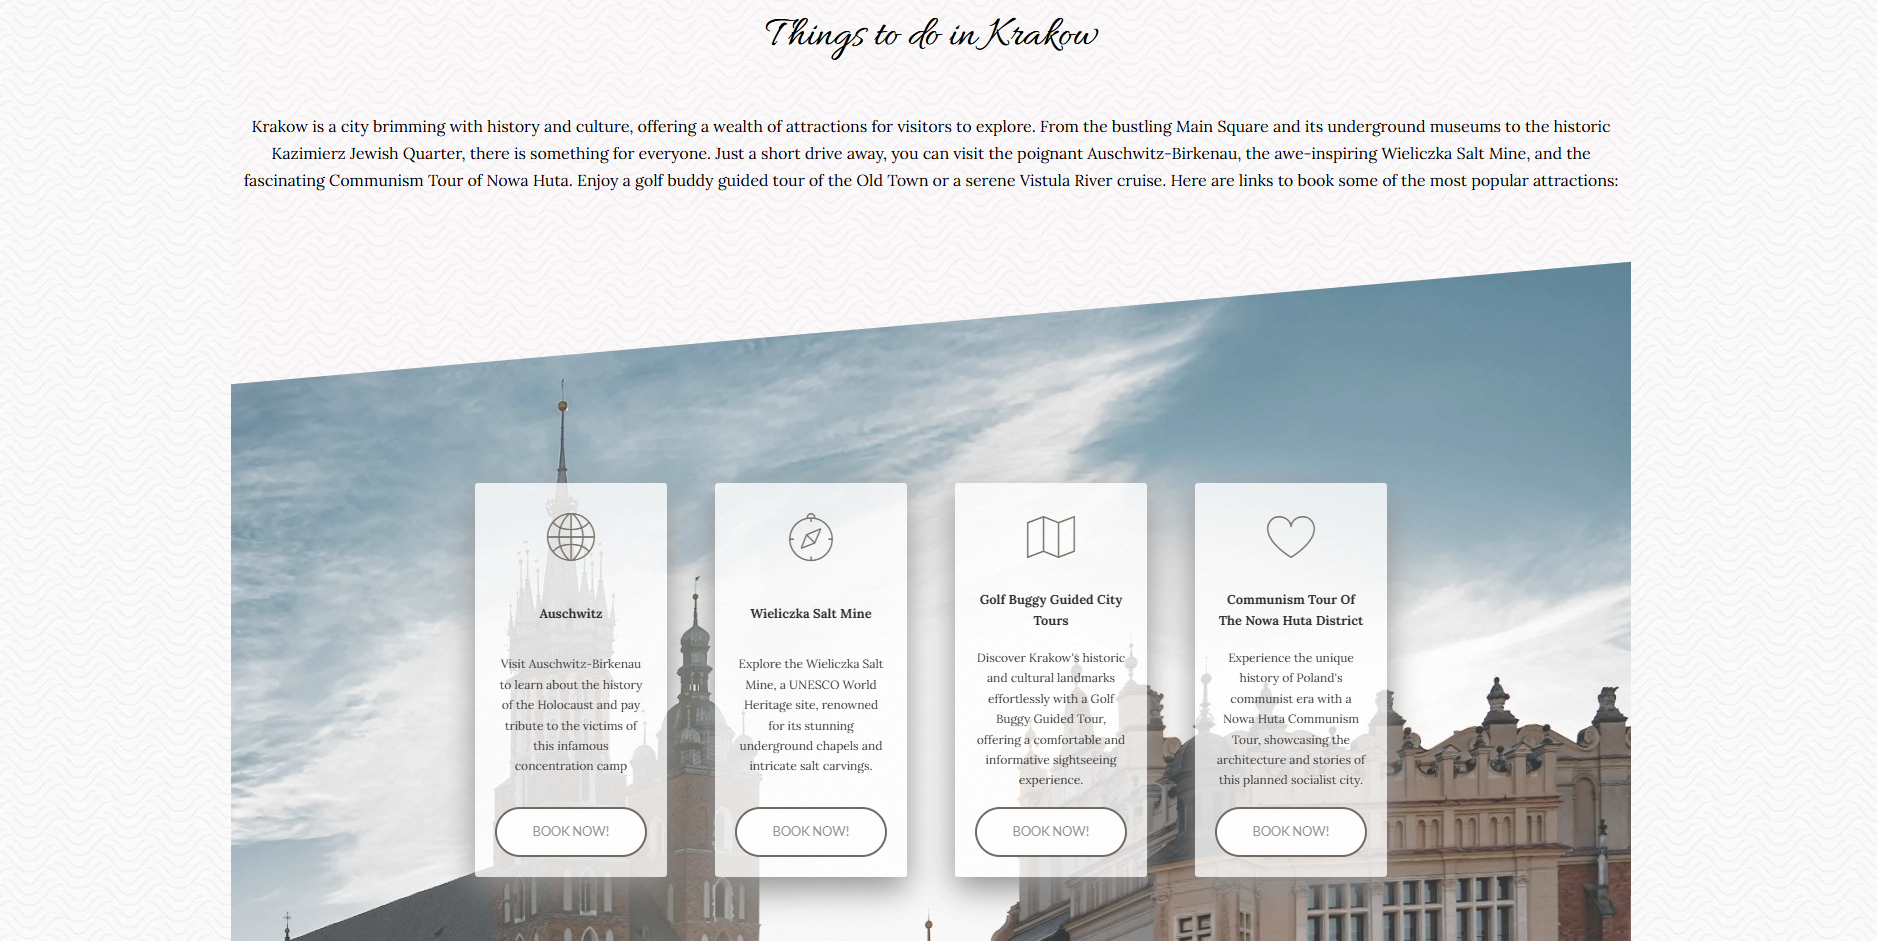 Things to do in Krakow
Krakow is a city brimming with history and culture, offering a wealth of attractions for visitors to explore. From the bustling Main Square and its underground museums to the historic
Kazimierz Jewish Quarter, there is something for everyone. Just a short drive away, you can visit the poignant Auschwitz-Birkenau, the awe-inspiring Wieliczka Salt Mine, and the
fascinating Communism Tour of Nowa Huta. Enjoy a golf buddy guided tour of the Old Town or a serene Vistula River cruise. Here are links to book some of the most popular attractions:
Auschwitz
Visit Auschwitz-Birkenau
to learn about the history
of the Holocaust and pay
tribute to the victims of
this infamous
concentration camp
BOOK NOW!
Wieliczka Salt Mine
Explore the Wieliczka Salt
Mine, a UNESCO World
Heritage site, renowned
for its stunning
underground chapels and
intricate salt carvings.
BOOK NOW!
Golf Buggy Guided City
Tours
Discover Krakow's historic
and cultural landmarks
effortlessly with a Golf
Buggy Guided Tour,
offering a comfortable and
informative sightseeing
experience.
BOOK NOW!
Communism Tour Of
The Nowa Huta District
Experience the unique
history of Poland's
communist era with a
Nowa Huta Communism
Tour, showcasing the
architecture and stories of
this planned socialist city.
BOOK NOW!